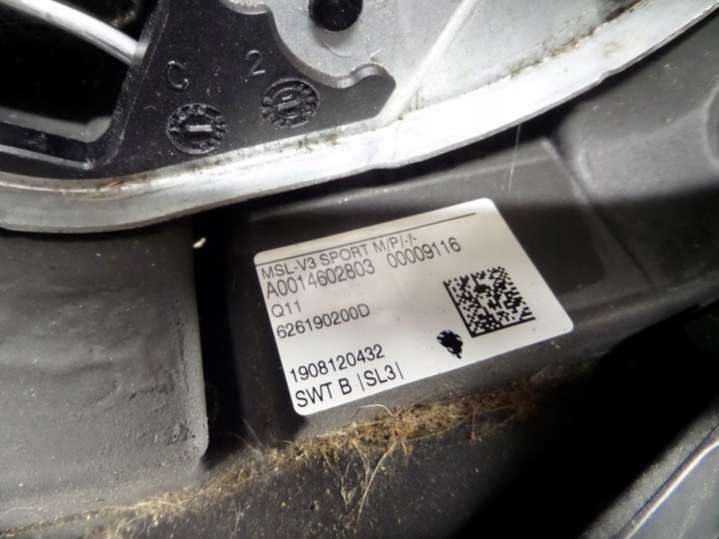 C 2
MSL-V3 SPORT M/P/-/-
A0014602803 00009116
Q11
626190200D
1908120432
SWT B |SL3|